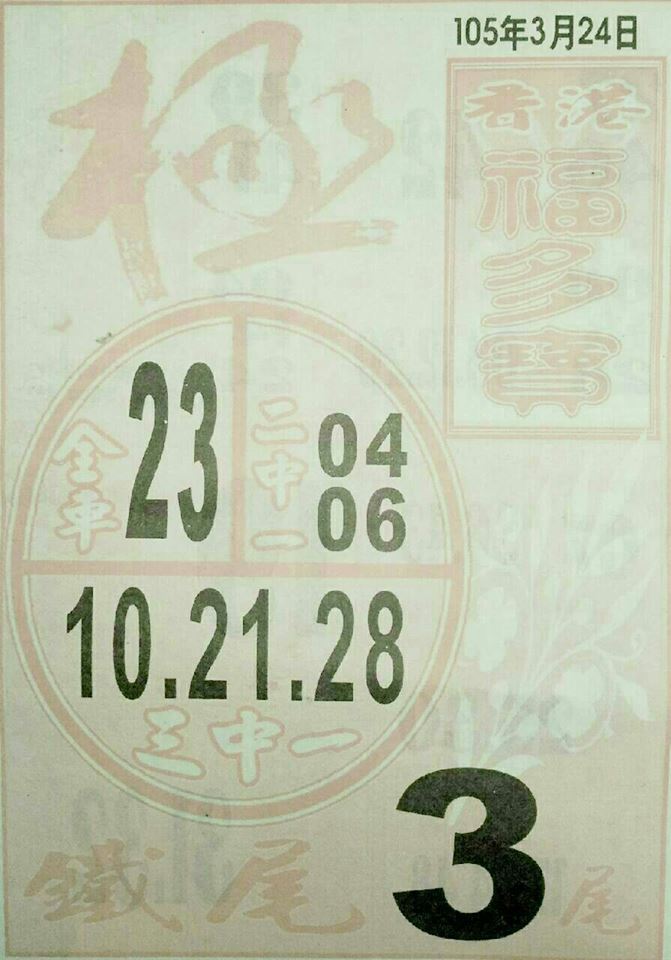 105年3月24日
極
香港
福多寶
全車
23
二中一
04
06
10.21.28
三中一
鐵尾
3尾